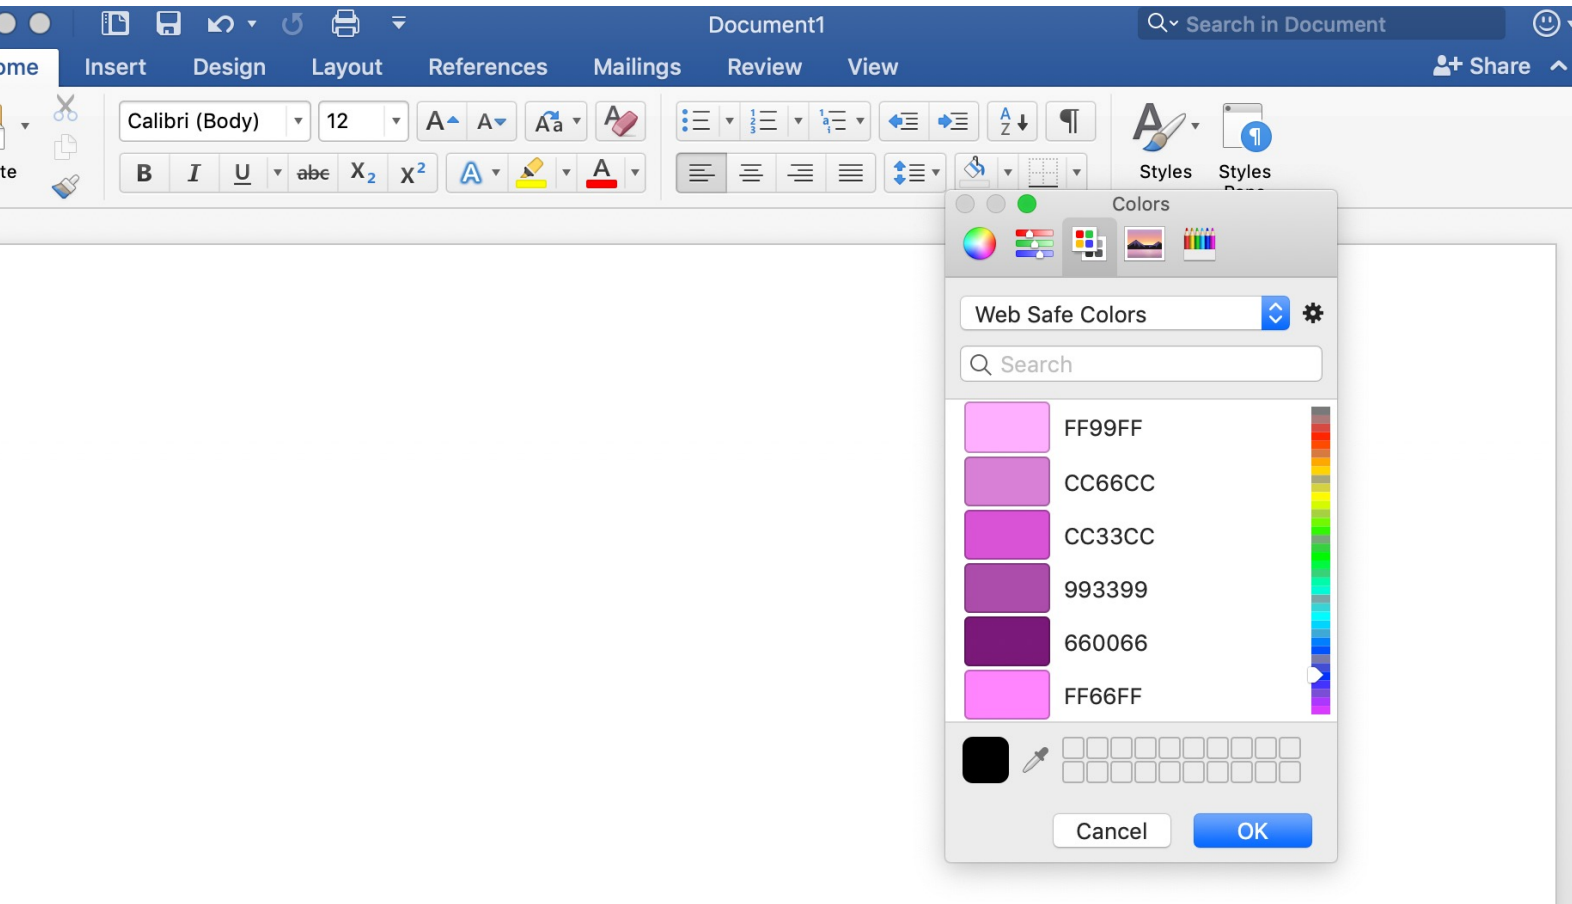 Document1
Search in Document
ome
Insert
Design
Layout
References
Mailings
Review
View
Share
Calibri (Body)
12
te
Styles
Styles
Colors
Web Safe Colors
Search
FF99FF
CC66CC
CC33CC
993399
660066
FF66FF
Cancel
OK